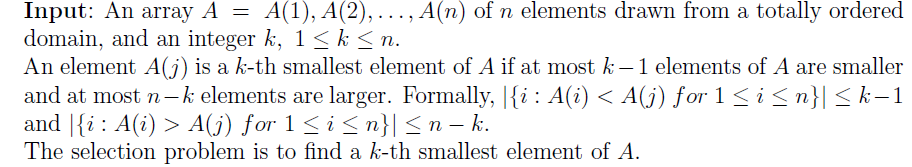 Input: An array A = A(1), A(2), . . . , A(n) of n elements drawn from a totally ordered
domain, and an integer k, 1 ≤ k ≤ n.
An element A(j) is a k-th smallest element of A if at most k − 1 elements of A are smaller
and at most n − k elements are larger. Formally, |{i : A(i) < A(j) for 1 ≤ i ≤ n}| ≤ k − 1
and |{i : A(i) > A(j) for 1 ≤ i ≤ n}| ≤ n − k.
The selection problem is to find a k-th smallest element of A.